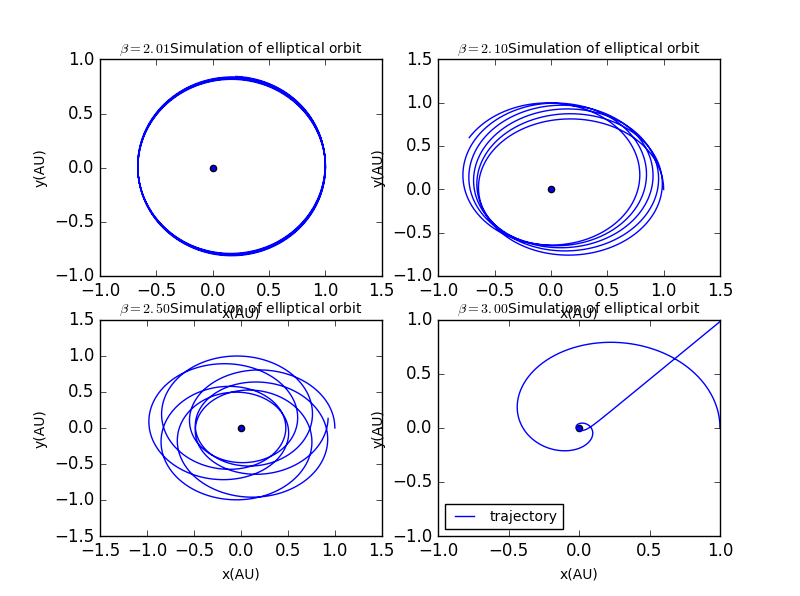 β = 2.01Simulation of elliptical orbit
1.0
0.5
0.0
−0.5
−1.0
y(AU)
−1.0 −0.5 0.0 0.5 1.0 1.5
x(AU)
β = 2.10Simulation of elliptical orbit
1.5
1.0
0.5
0.0
−0.5
−1.0
y(AU)
−1.0 −0.5 0.0 0.5 1.0 1.5
x(AU)
β = 2.50Simulation of elliptical orbit
1.5
1.0
0.5
0.0
−0.5
−1.0
−1.5
y(AU)
−1.5 −1.0 −0.5 0.0 0.5 1.0 1.5
x(AU)
β = 3.00Simulation of elliptical orbit
1.0
0.5
0.0
−0.5
−1.0
y(AU)
trajectory
−1.0 −0.5 0.0 0.5 1.0
x(AU)